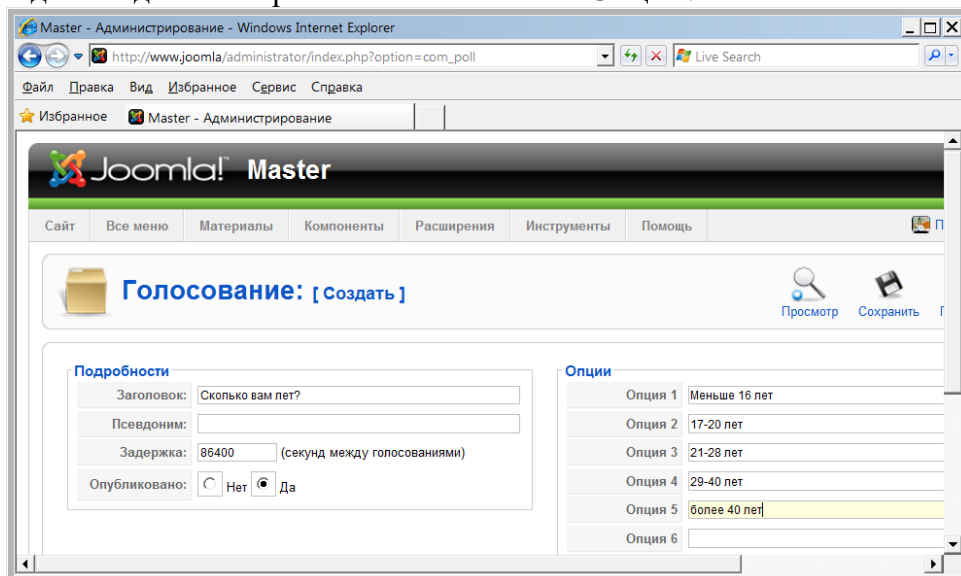 Master - Администрирование - Windows Internet Explorer
http://www.joomla/administrator/index.php?option=com_poll
Live Search
Файл Правка Вид Избранное Сервис Справка
Избранное Master - Администрирование
Joomla! Master
Сайт Все меню Материалы Компоненты Расширения Инструменты Помощь П
Голосование: [ Создать ]
Просмотр Сохранить
Подробности
Заголовок: Сколько вам лет?
Псевдоним:
Задержка: 86400 (секунд между голосованиями)
Опубликовано: Нет Да
Опции
Опция 1 Меньше 16 лет
Опция 2 17-20 лет
Опция 3 21-28 лет
Опция 4 29-40 лет
Опция 5 более 40 лет
Опция 6